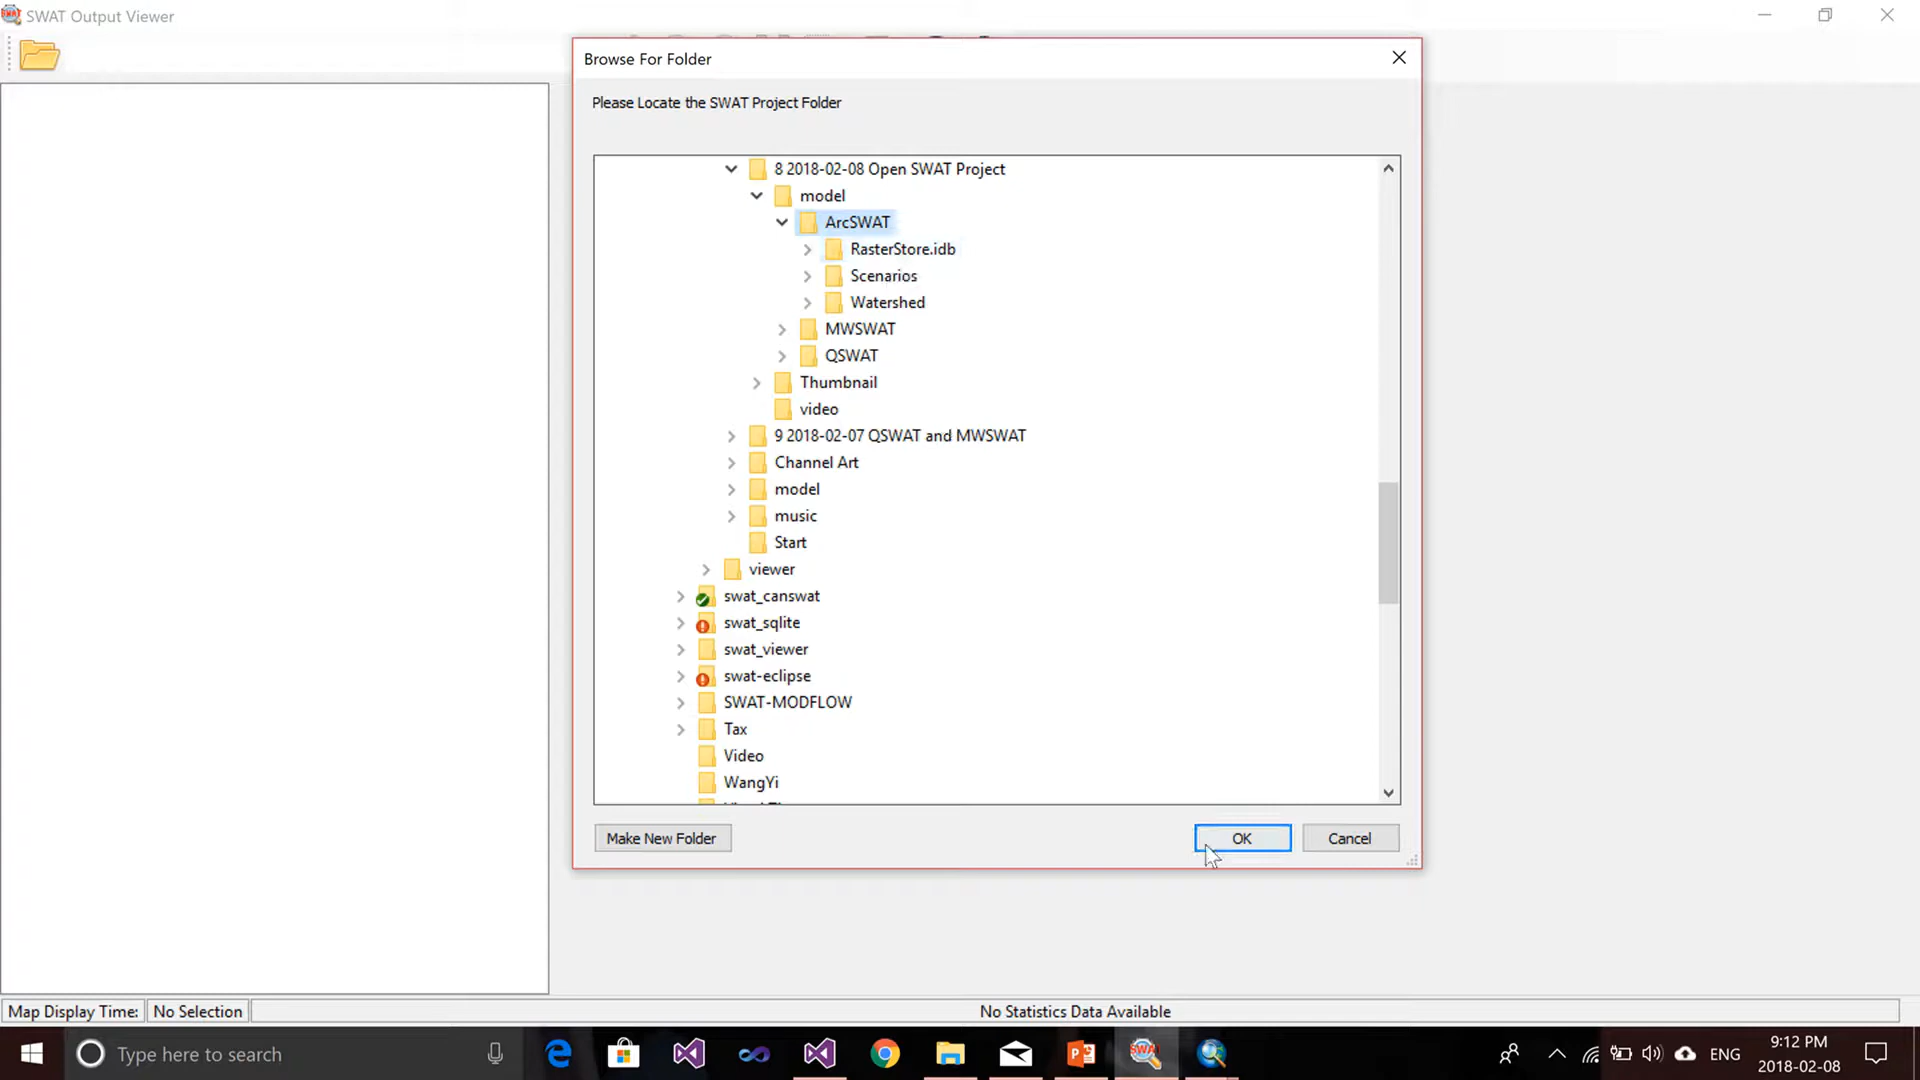 SWAT Output Viewer
Browse For Folder
Please Locate the SWAT Project Folder
8 2018-02-08 Open SWAT Project
model
ArcSWAT
RasterStore.idb
Scenarios
Watershed
MWSWAT
QSWAT
Thumbnail
video
9 2018-02-07 QSWAT and MWSWAT
Channel Art
model
music
Start
viewer
swat_canswat
swat_sqlite
swat_viewer
swat-eclipse
SWAT-MODFLOW
Tax
Video
WangYi
Make New Folder
OK
Cancel
Map Display Time:
No Selection
No Statistics Data Available
Type here to search
ENG
9:12 PM
2018-02-08